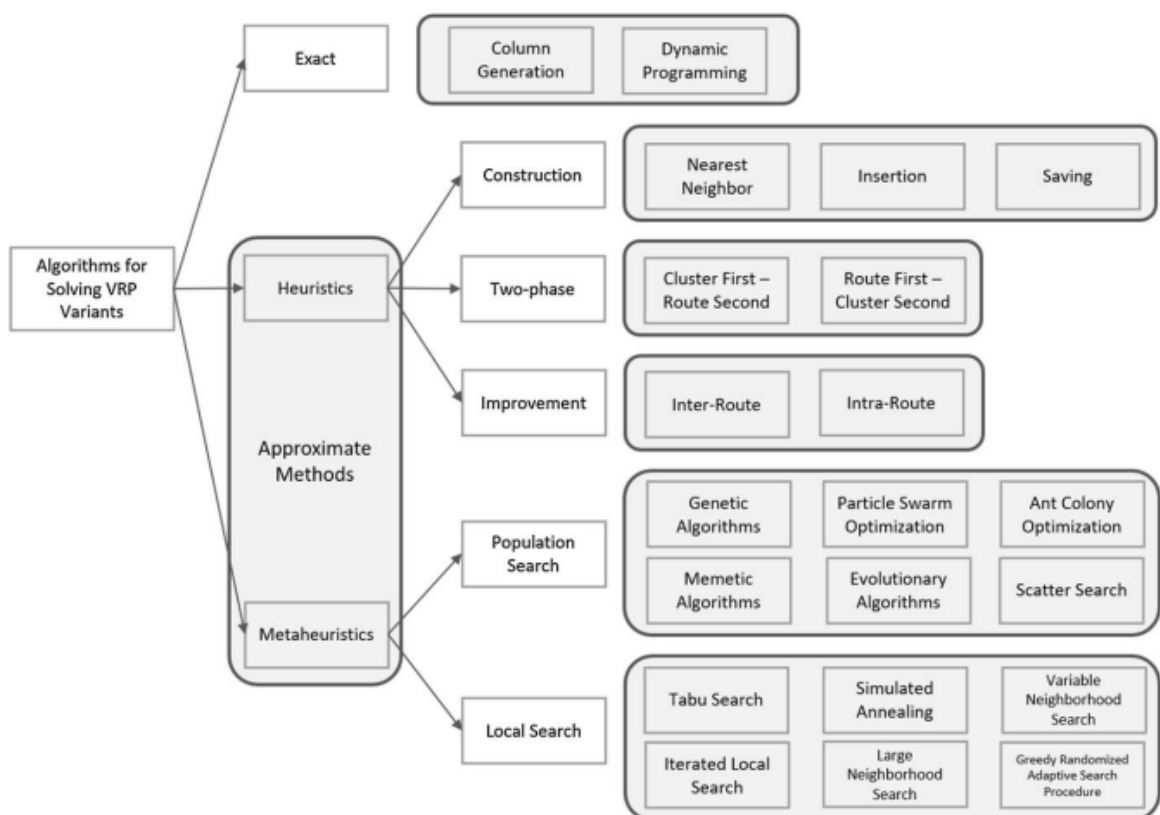 Exact
Column
Generation
Dynamic
Programming
Construction
Nearest
Neighbor
Insertion
Saving
Algorithms for
Solving VRP
Variants
Heuristics
Two-phase
Cluster First –
Route Second
Route First –
Cluster Second
Improvement
Inter-Route
Intra-Route
Approximate
Methods
Population
Search
Genetic
Algorithms
Particle Swarm
Optimization
Ant Colony
Optimization
Memetic
Algorithms
Evolutionary
Algorithms
Scatter Search
Metaheuristics
Local Search
Tabu Search
Simulated
Annealing
Variable
Neighborhood
Search
Iterated Local
Search
Large
Neighborhood
Search
Greedy Randomized
Adaptive Search
Procedure